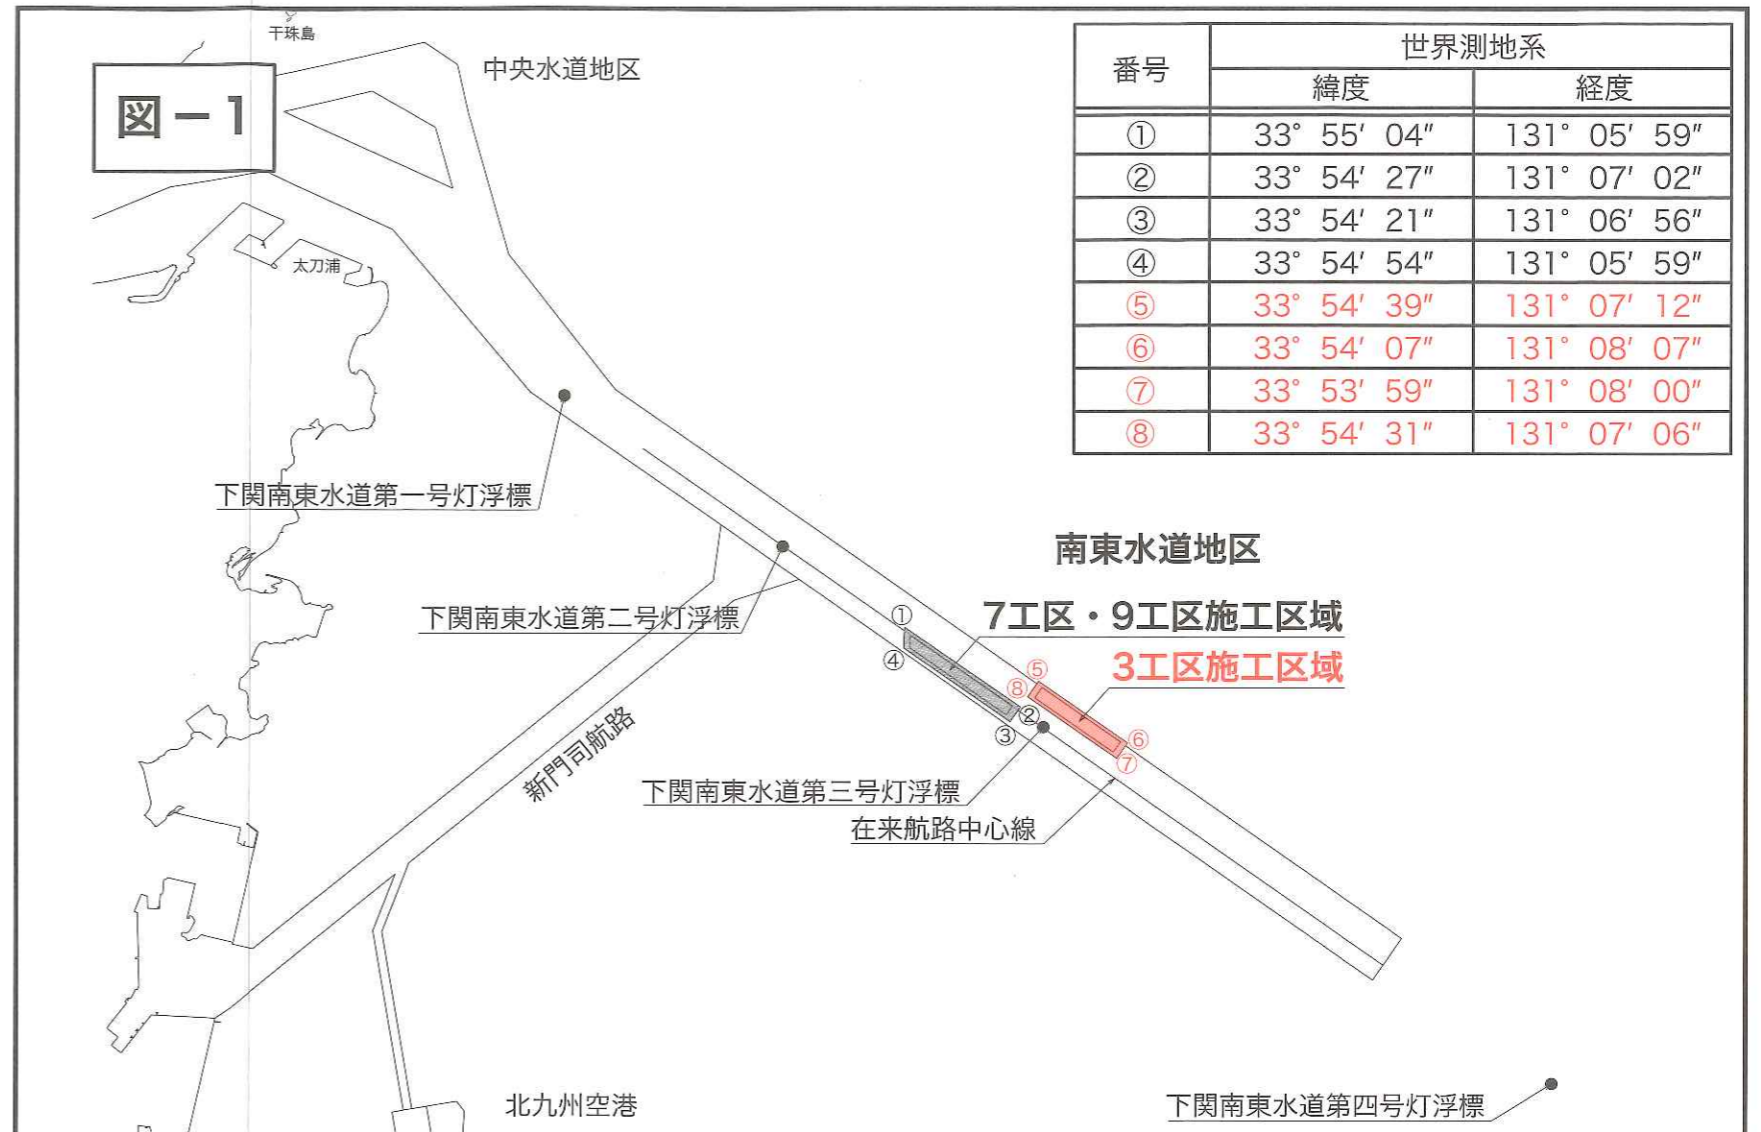 干珠島
中央水道地区
図－1
太刀浦
番号 世界測地系
緯度 経度
① 33° 55′ 04″ 131° 05′ 59″
② 33° 54′ 27″ 131° 07′ 02″
③ 33° 54′ 21″ 131° 06′ 56″
④ 33° 54′ 54″ 131° 05′ 59″
⑤ 33° 54′ 39″ 131° 07′ 12″
⑥ 33° 54′ 07″ 131° 08′ 07″
⑦ 33° 53′ 59″ 131° 08′ 00″
⑧ 33° 54′ 31″ 131° 07′ 06″
下関南東水道第一号灯浮標
南東水道地区
下関南東水道第二号灯浮標
7工区・9工区施工区域
3工区施工区域
①
④
⑤
⑧
②
③
⑥
⑦
新門司航路
下関南東水道第三号灯浮標
在来航路中心線
北九州空港
下関南東水道第四号灯浮標